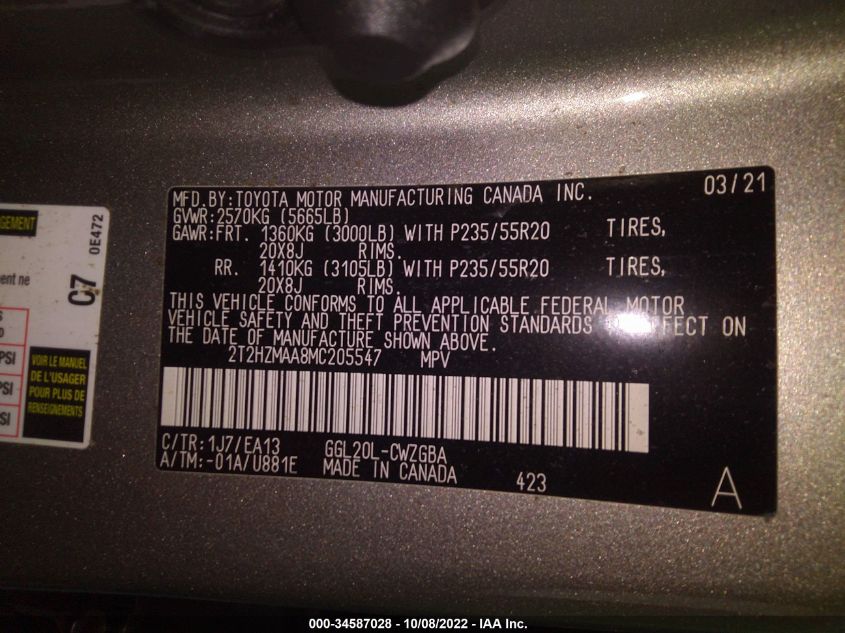 MFD.BY:TOYOTA MOTOR MANUFACTURING CANADA INC. 03/21
GVWR:2570KG (5665LB)
GAWR:FRT. 1360KG (3000LB) WITH P235/55R20 TIRES,
20X8J RIMS.
RR. 1410KG (3105LB) WITH P235/55R20 TIRES,
20X8J RIMS.
THIS VEHICLE CONFORMS TO ALL APPLICABLE FEDERAL MOTOR
VEHICLE SAFETY AND THEFT PREVENTION STANDARDS EFFECT ON
THE DATE OF MANUFACTURE SHOWN ABOVE.
2T2HZMAA8MC205547 MPV
C/TR:1J7/EA13 GGL20L-CWZGBA
A/TM:-01A/U881E MADE IN CANADA 423 A
0E472
C7
ent ne
PSI
PSI
SI
VOIR LE MANUEL
DE L'USAGER
POUR PLUS DE
RENSEIGNEMENTS
000-34587028 - 10/08/2022 - IAA Inc.